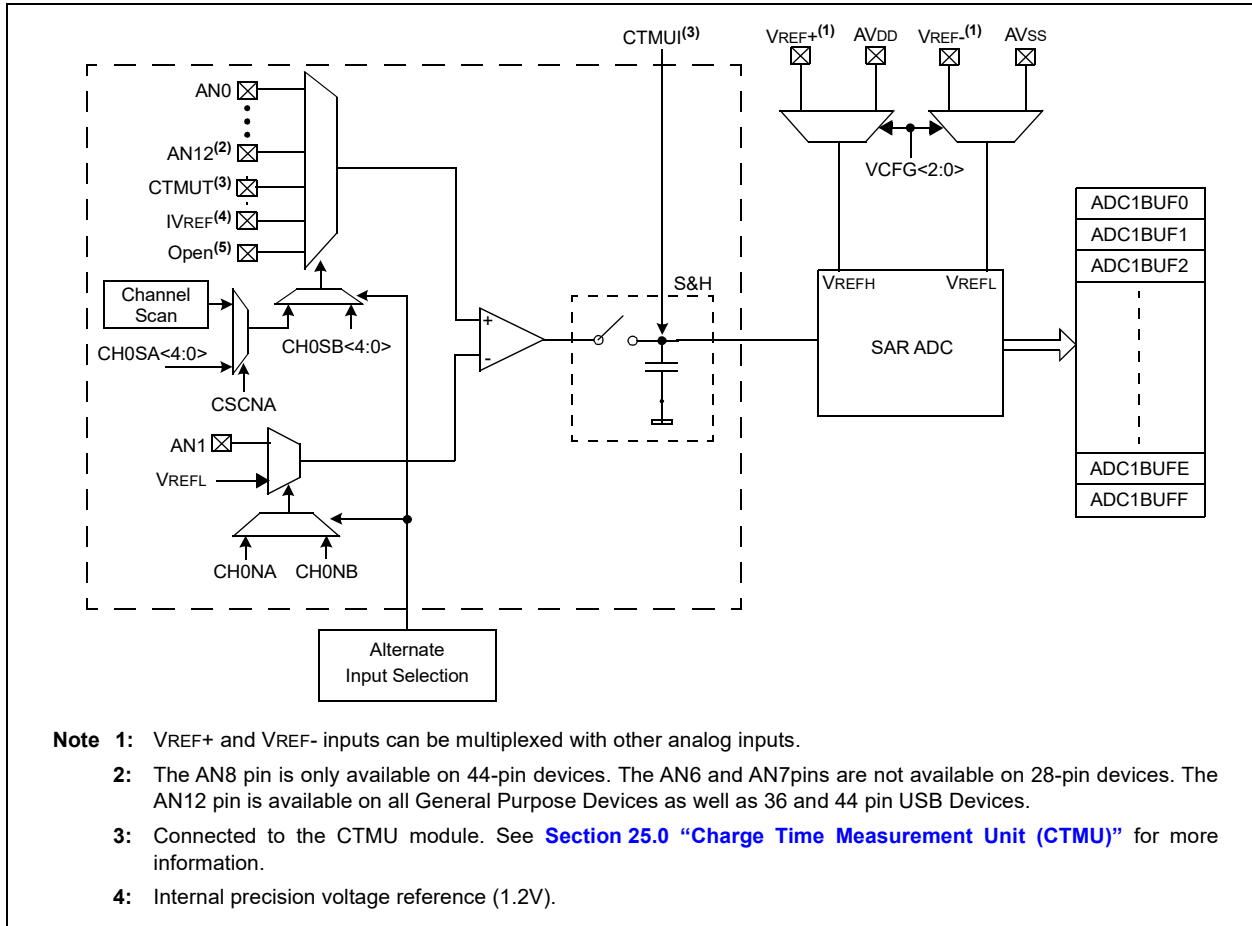 CTMUI(3)
VREF+(1) AVDD VREF-(1) AVSS
AN0
AN12(2)
CTMUT(3)
IVREF(4)
Open(5)
VCFG<2:0>
ADC1BUF0
ADC1BUF1
ADC1BUF2
Channel
Scan
S&H
VREFH VREFL
CH0SA<4:0>
CH0SB<4:0>
+
-
SAR ADC
CSCNA
AN1
VREFL
ADC1BUFE
ADC1BUFF
CH0NA CH0NB
Alternate
Input Selection
Note 1: VREF+ and VREF- inputs can be multiplexed with other analog inputs.
2: The AN8 pin is only available on 44-pin devices. The AN6 and AN7pins are not available on 28-pin devices. The
AN12 pin is available on all General Purpose Devices as well as 36 and 44 pin USB Devices.
3: Connected to the CTMU module. See Section 25.0 “Charge Time Measurement Unit (CTMU)” for more
information.
4: Internal precision voltage reference (1.2V).